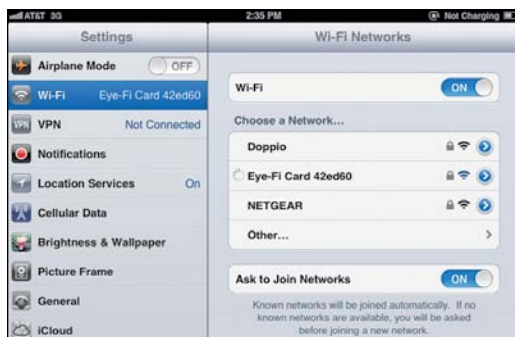 AT&T 3G 2:35 PM Not Charging
Settings
Airplane Mode OFF
Wi-Fi Eye-Fi Card 42ed60
VPN VPN Not Connected
Notifications
Location Services On
Cellular Data
Brightness & Wallpaper
Picture Frame
General
iCloud
Wi-Fi Networks
Wi-Fi ON
Choose a Network...
Doppio
Eye-Fi Card 42ed60
NETGEAR
Other...
Ask to Join Networks ON
Known networks will be joined automatically. If no
known networks are available, you will be asked
before joining a new network.